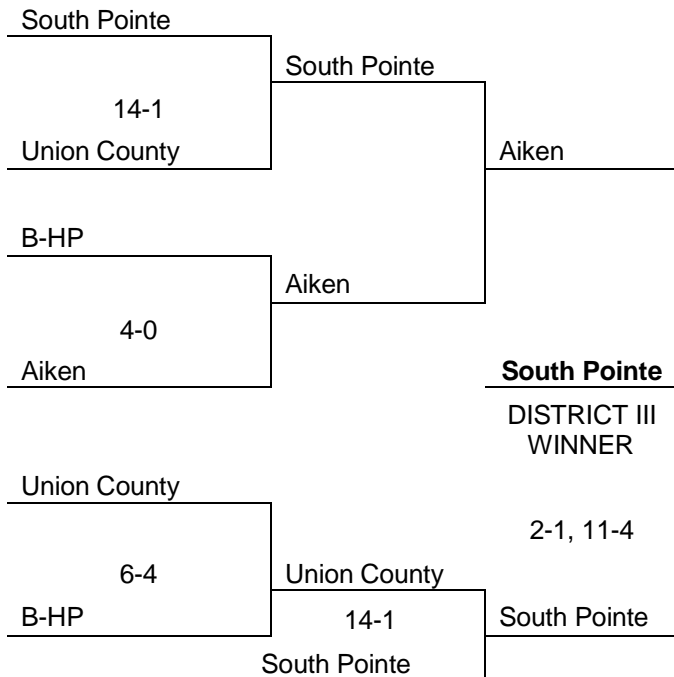 South Pointe
South Pointe
14-1
Union County
Aiken
B-HP
Aiken
4-0
Aiken
South Pointe
DISTRICT III
WINNER
Union County
2-1, 11-4
6-4
Union County
B-HP
14-1
South Pointe
South Pointe